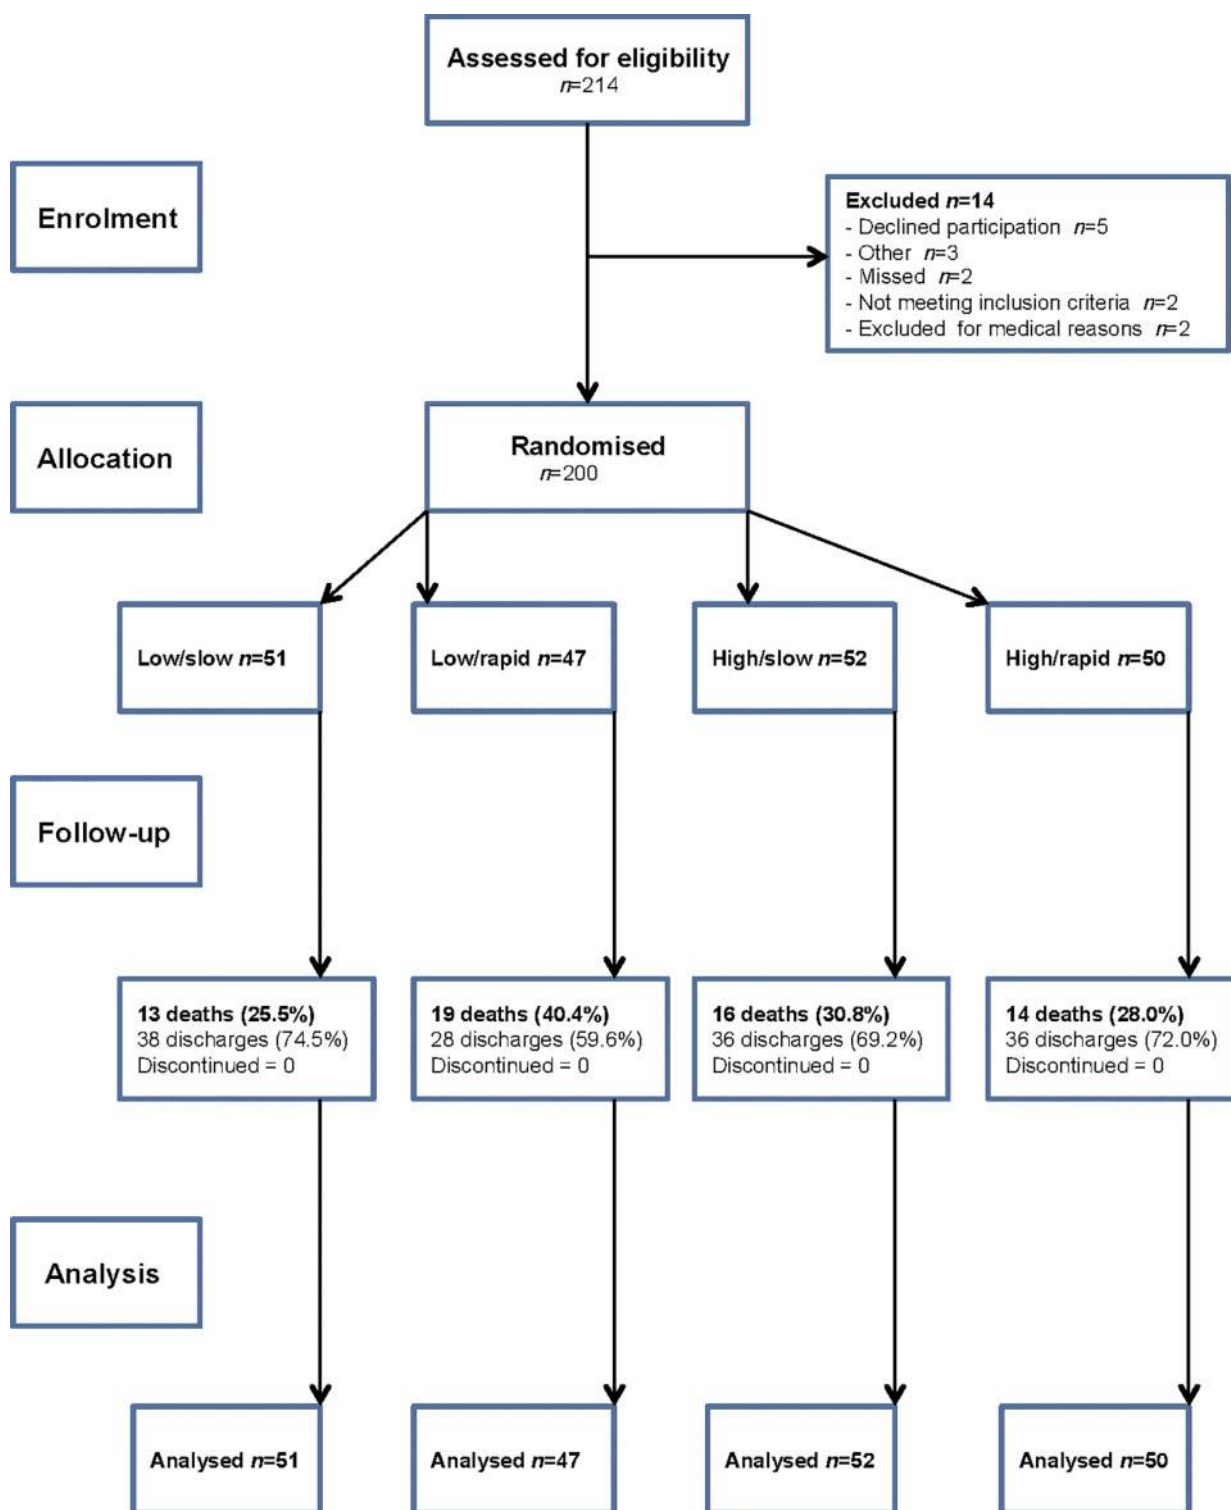 Assessed for eligibility
n=214
Enrolment
Excluded n=14
- Declined participation n=5
- Other n=3
- Missed n=2
- Not meeting inclusion criteria n=2
- Excluded for medical reasons n=2
Allocation
Randomised
n=200
Low/slow n=51
Low/rapid n=47
High/slow n=52
High/rapid n=50
Follow-up
13 deaths (25.5%)
38 discharges (74.5%)
Discontinued = 0
19 deaths (40.4%)
28 discharges (59.6%)
Discontinued = 0
16 deaths (30.8%)
36 discharges (69.2%)
Discontinued = 0
14 deaths (28.0%)
36 discharges (72.0%)
Discontinued = 0
Analysis
Analysed n=51
Analysed n=47
Analysed n=52
Analysed n=50